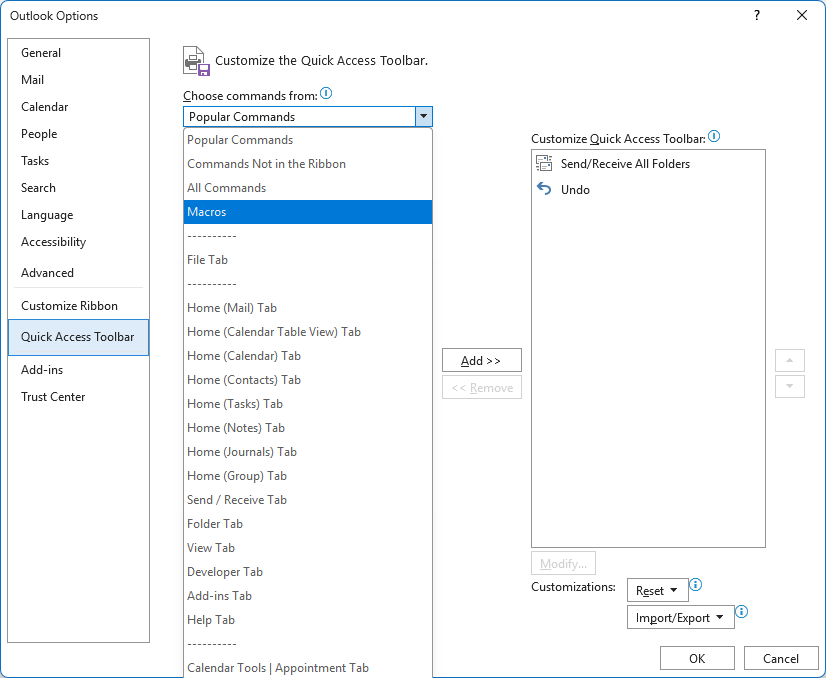 Outlook Options
?
General
Mail
Calendar
People
Tasks
Search
Language
Accessibility
Advanced
Customize Ribbon
Quick Access Toolbar
Add-ins
Trust Center
Customize the Quick Access Toolbar.
Choose commands from:
Popular Commands
Popular Commands
Commands Not in the Ribbon
All Commands
Macros
----------
File Tab
----------
Home (Mail) Tab
Home (Calendar Table View) Tab
Home (Calendar) Tab
Home (Contacts) Tab
Home (Tasks) Tab
Home (Notes) Tab
Home (Journals) Tab
Home (Group) Tab
Send / Receive Tab
Folder Tab
View Tab
Developer Tab
Add-ins Tab
Help Tab
----------
Calendar Tools | Appointment Tab
Add >>
<< Remove
Customize Quick Access Toolbar:
Send/Receive All Folders
Undo
Modify...
Customizations:
Reset
Import/Export
OK
Cancel